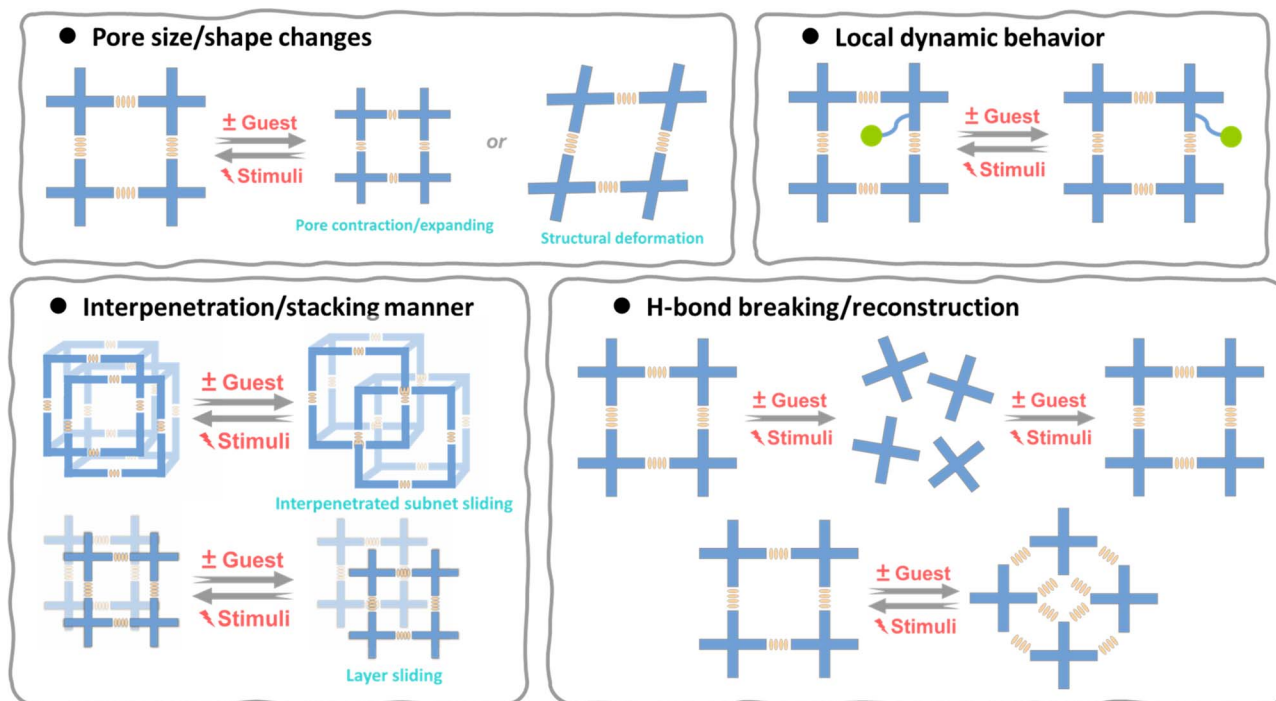 ● Pore size/shape changes
± Guest
Stimuli
or
Pore contraction/expanding
Structural deformation
● Local dynamic behavior
± Guest
Stimuli
● Interpenetration/stacking manner
± Guest
Stimuli
Interpenetrated subnet sliding
± Guest
Stimuli
Layer sliding
● H-bond breaking/reconstruction
± Guest
Stimuli
± Guest
Stimuli
± Guest
Stimuli